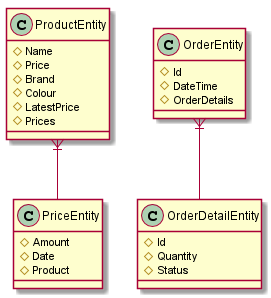 C ProductEntity
Name
Price
Brand
Colour
LatestPrice
Prices
C OrderEntity
Id
DateTime
OrderDetails
C PriceEntity
Amount
Date
Product
C OrderDetailEntity
Id
Quantity
Status